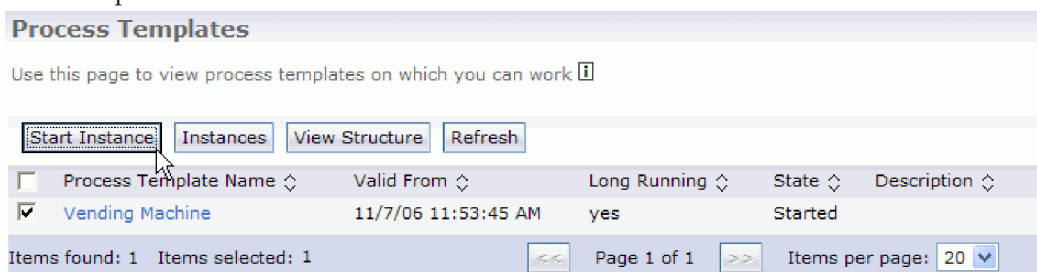 Process Templates
Use this page to view process templates on which you can work
Start Instance Instances View Structure Refresh
Process Template Name Valid From Long Running State Description
Vending Machine 11/7/06 11:53:45 AM yes Started
Items found: 1 Items selected: 1 << Page 1 of 1 >> Items per page: 20